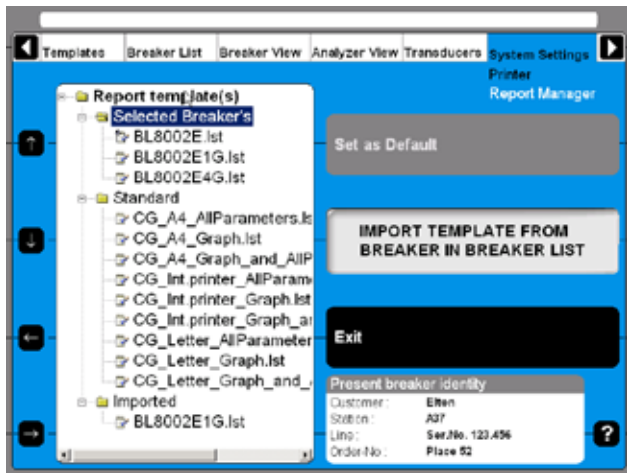 Templates Breaker List Breaker View Analyzer View Transducers System Settings
Printer
Report Manager
Report template(s)
Selected Breaker's
BL8002E.lst
BL8002E1G.lst
BL8002E4G.lst
Standard
CG_A4_AllParameters.ls
CG_A4_Graph.lst
CG_A4_Graph_and_AllP
CG_Int.printer_AllParam
CG_Int.printer_Graph.lst
CG_Int.printer_Graph_ar
CG_Letter_AllParameter
CG_Letter_Graph.lst
CG_Letter_Graph_and_
Imported
BL8002E1G.lst
Set as Default
IMPORT TEMPLATE FROM
BREAKER IN BREAKER LIST
Exit
Present breaker identity
Customer: Elten
Station: A37
Line: Ser.No. 123.456
Order-No: Place 52
?